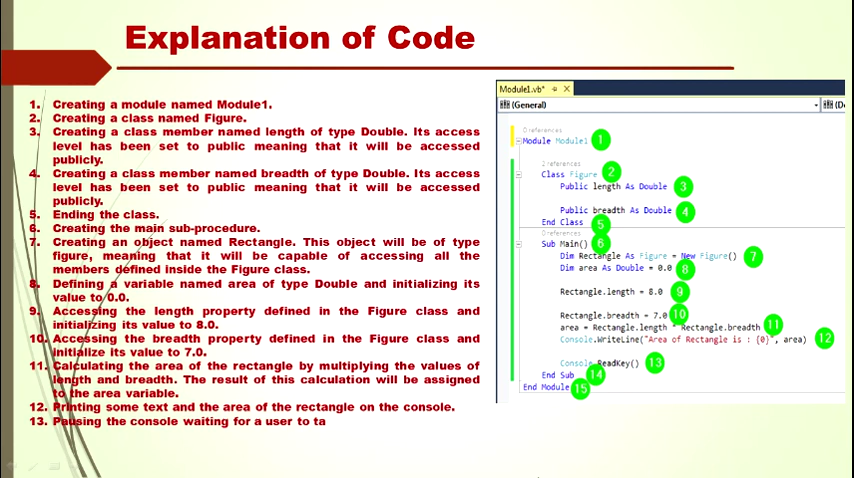 Explanation of Code
1. Creating a module named Module1.
2. Creating a class named Figure.
3. Creating a class member named length of type Double. Its access
level has been set to public meaning that it will be accessed
publicly.
4. Creating a class member named breadth of type Double. Its access
level has been set to public meaning that it will be accessed
publicly.
5. Ending the class.
6. Creating the main sub-procedure.
7. Creating an object named Rectangle. This object will be of type
figure, meaning that it will be capable of accessing all the
members defined inside the Figure class.
8. Defining a variable named area of type Double and initializing its
value to 0.0.
9. Accessing the length property defined in the Figure class and
initializing its value to 8.0.
10. Accessing the breadth property defined in the Figure class and
initialize its value to 7.0.
11. Calculating the area of the rectangle by multiplying the values of
length and breadth. The result of this calculation will be assigned
to the area variable.
12. Printing some text and the area of the rectangle on the console.
13. Pausing the console waiting for a user to ta
Module1.vb*
(General)
(De
0 references
Module Module1 1
2 references
Class Figure 2
Public length As Double 3
Public breadth As Double 4
End Class 5
0 references
Sub Main() 6
Dim Rectangle As Figure = New Figure() 7
Dim area As Double = 0.0 8
Rectangle.length = 8.0 9
Rectangle.breadth = 7.0 10
area = Rectangle.length * Rectangle.breadth 11
Console.WriteLine("Area of Rectangle is : {0}", area) 12
Console.ReadKey() 13
End Sub 14
End Module 15